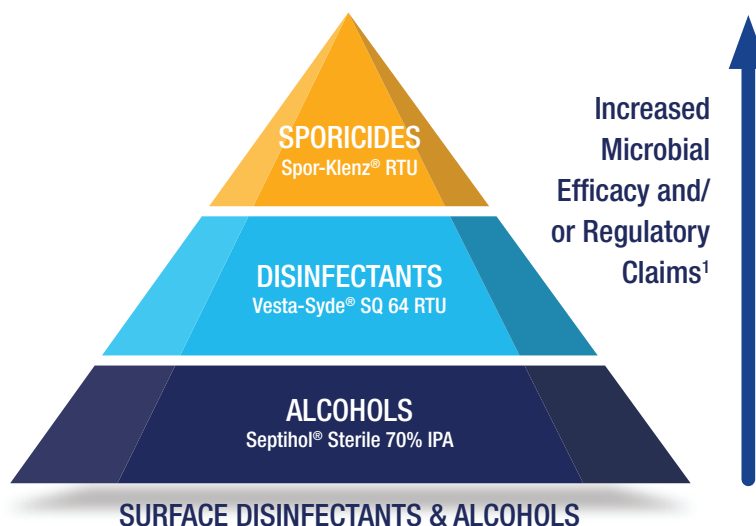 SPORICIDES
Spor-Klenz® RTU
DISINFECTANTS
Vesta-Syde® SQ 64 RTU
ALCOHOLS
Septihol® Sterile 70% IPA
SURFACE DISINFECTANTS & ALCOHOLS
Increased
Microbial
Efficacy and/
or Regulatory
Claims¹